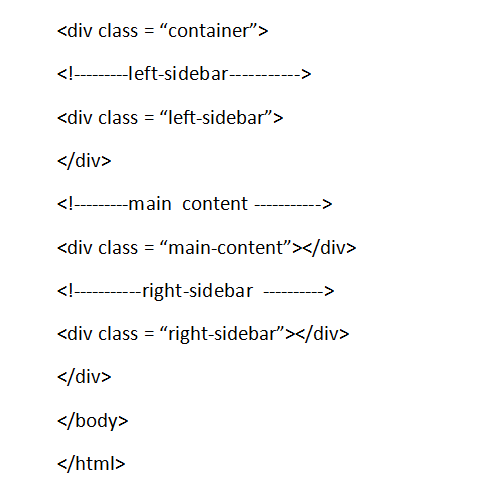 <div class = “container”>
<!---------left-sidebar------------>
<div class = “left-sidebar”>
</div>
<!---------main  content ----------->
<div class = “main-content”></div>
<!-----------right-sidebar  ---------->
<div class = “right-sidebar”></div>
</div>
</body>
</html>